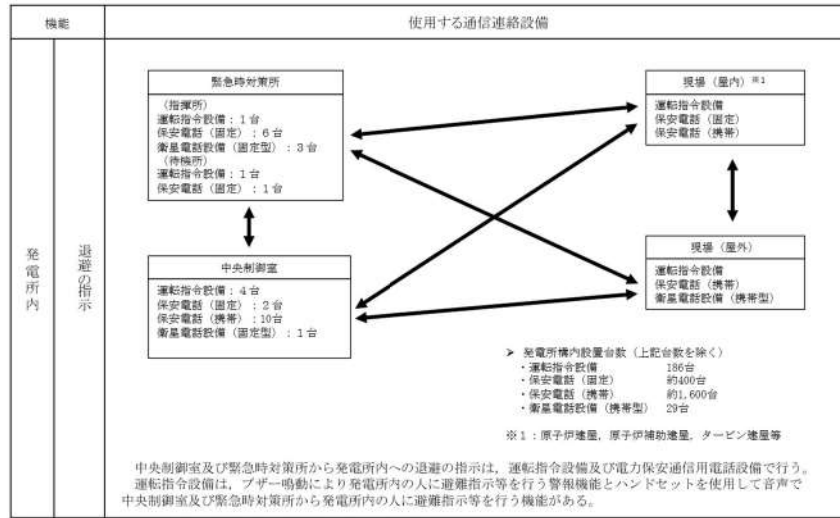 機能
使用する通信連絡設備
発電所内
退避の指示
緊急時対策所
(指揮所)
運転指令設備：1台
保安電話（固定）：6台
衛星電話設備（固定型）：3台
(待機所)
運転指令設備：1台
保安電話（固定）：1台
現場（屋内）※1
運転指令設備
保安電話（固定）
保安電話（携帯）
中央制御室
運転指令設備：4台
保安電話（固定）：2台
保安電話（携帯）：10台
衛星電話設備（固定型）：1台
現場（屋外）
運転指令設備
保安電話（携帯）
衛星電話設備（携帯型）
➢ 発電所構内設置台数（上記台数を除く）
・運転指令設備 186台
・保安電話（固定） 約400台
・保安電話（携帯） 約1,600台
・衛星電話設備（携帯型） 29台
※1：原子炉建屋，原子炉補助建屋，タービン建屋等
中央制御室及び緊急時対策所から発電所内への退避の指示は，運転指令設備及び電力保安通信用電話設備で行う。
運転指令設備は，ブザー鳴動により発電所内の人に避難指示等を行う警報機能とハンドセットを使用して音声で
中央制御室及び緊急時対策所から発電所内の人に避難指示等を行う機能がある。